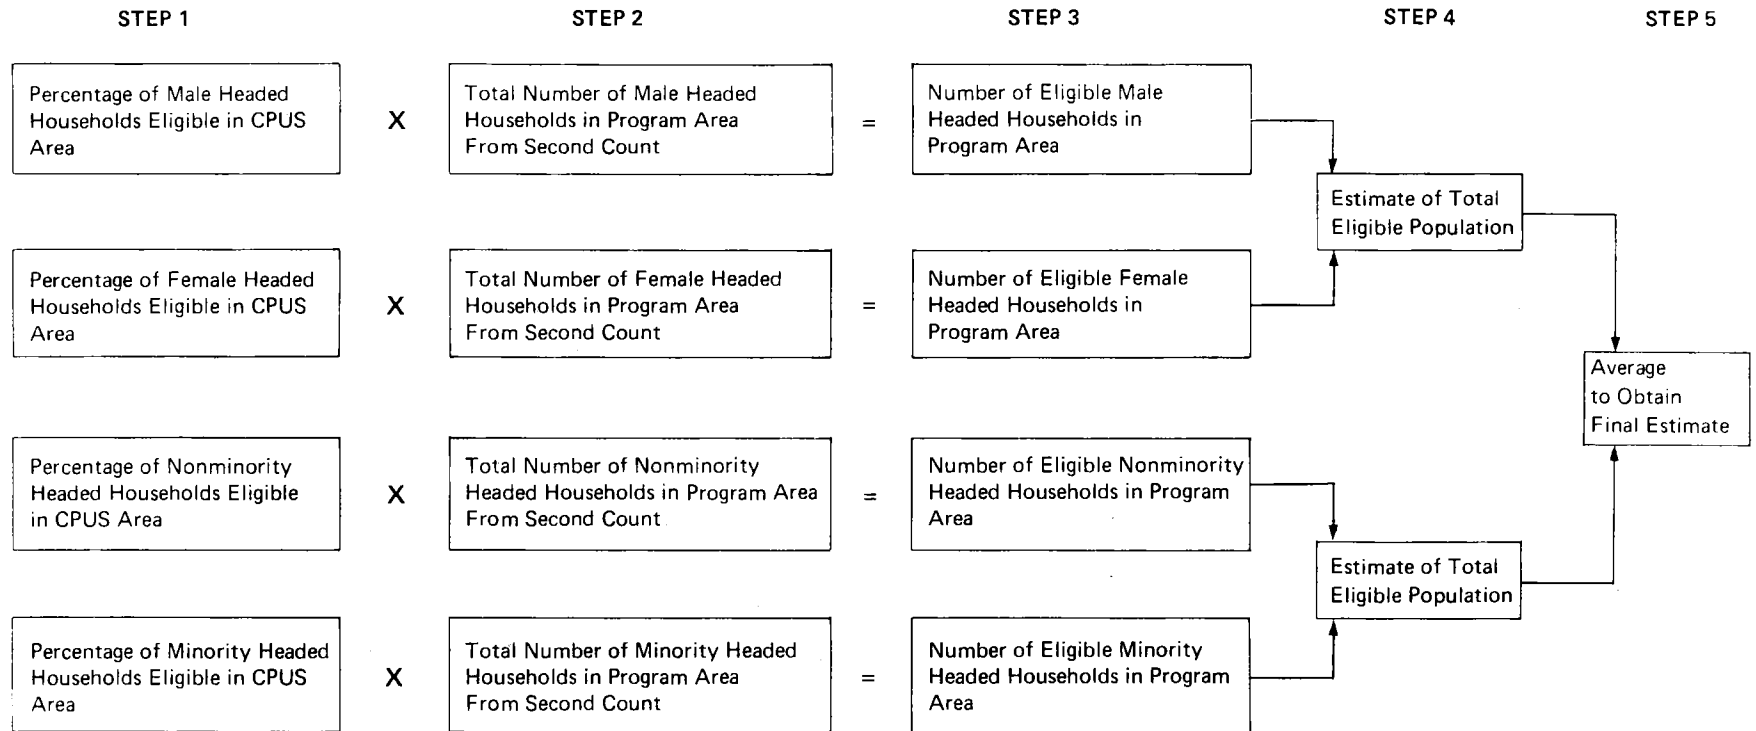 STEP 1
STEP 2
STEP 3
STEP 4
STEP 5
Percentage of Male Headed
Households Eligible in CPUS
Area
X
Total Number of Male Headed
Households in Program Area
From Second Count
=
Number of Eligible Male
Headed Households in
Program Area
Percentage of Female Headed
Households Eligible in CPUS
Area
X
Total Number of Female Headed
Households in Program Area
From Second Count
=
Number of Eligible Female
Headed Households in
Program Area
Estimate of Total
Eligible Population
Percentage of Nonminority
Headed Households Eligible
in CPUS Area
X
Total Number of Nonminority
Headed Households in Program Area
From Second Count
=
Number of Eligible Nonminority
Headed Households in Program
Area
Percentage of Minority Headed
Households Eligible in CPUS
Area
X
Total Number of Minority Headed
Households in Program Area
From Second Count
=
Number of Eligible Minority
Headed Households in Program
Area
Estimate of Total
Eligible Population
Average
to Obtain
Final Estimate